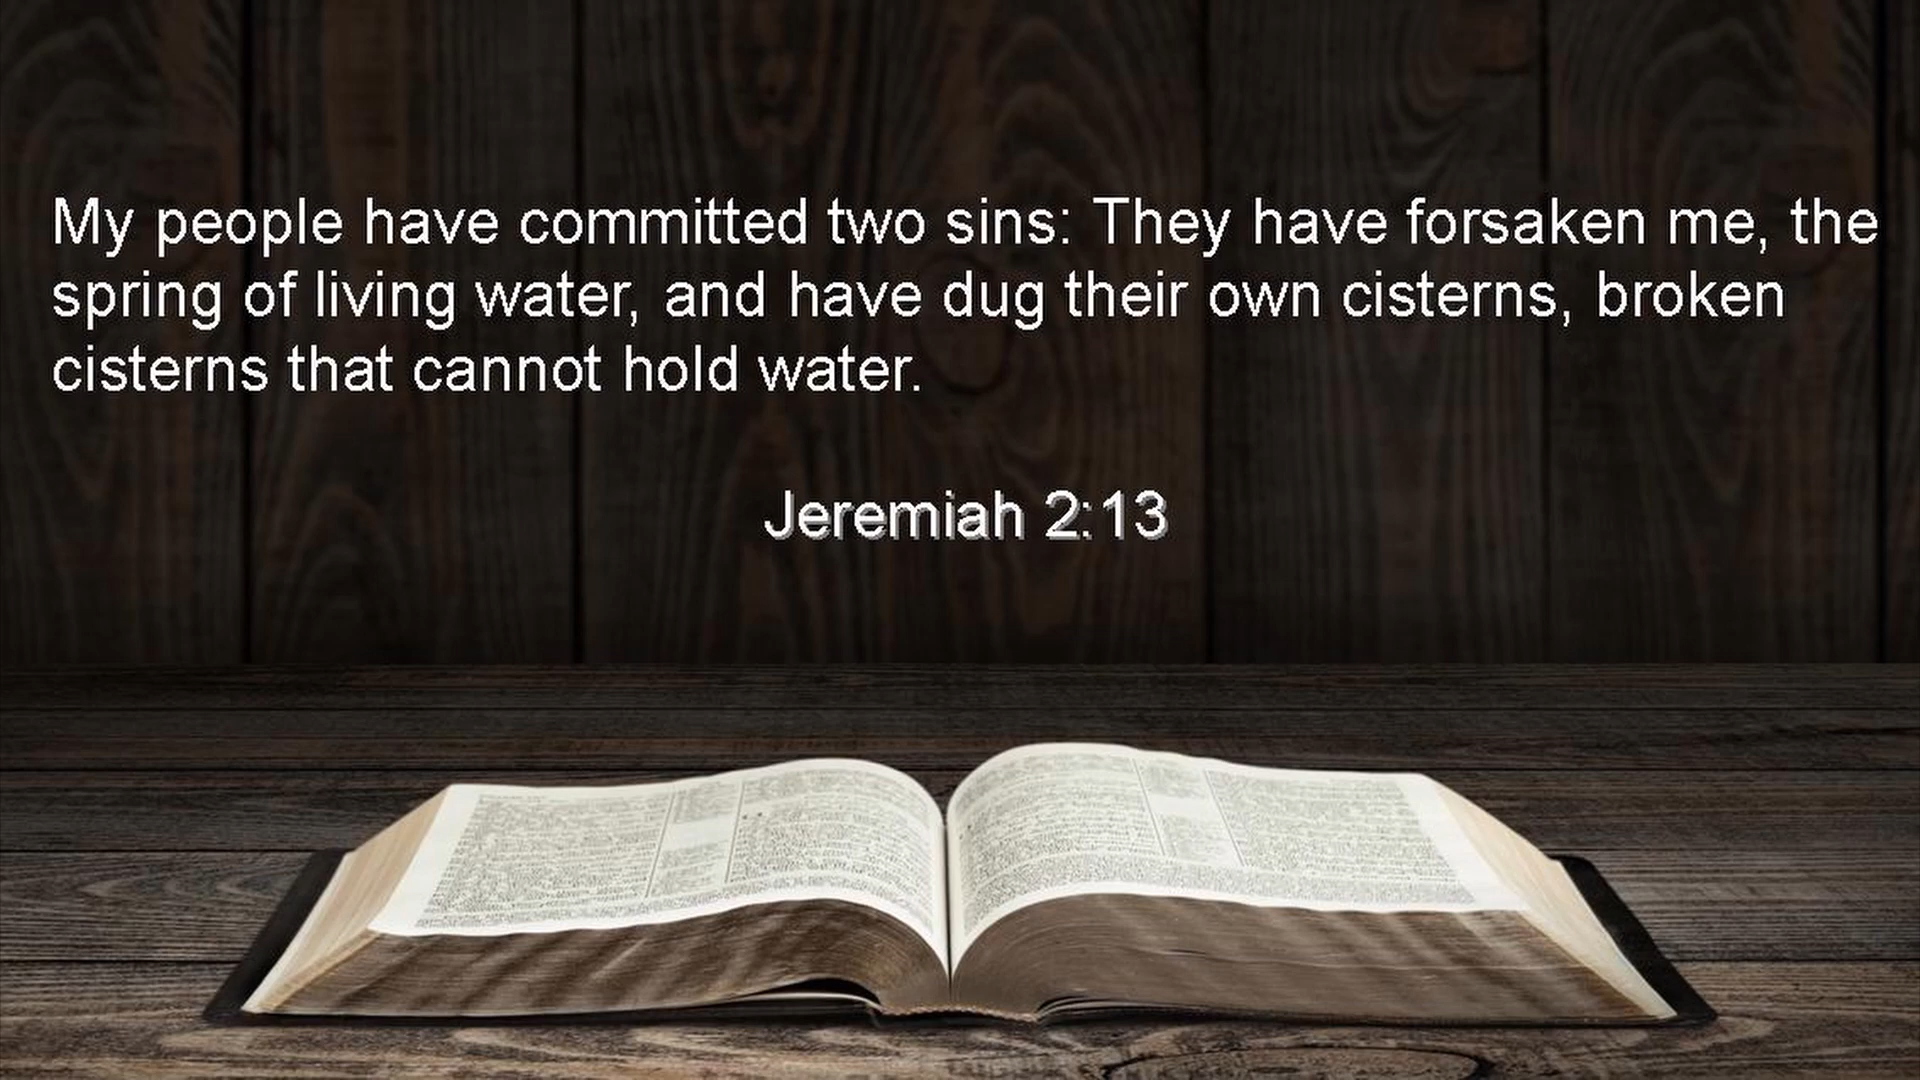 My people have committed two sins: They have forsaken me, the
spring of living water, and have dug their own cisterns, broken
cisterns that cannot hold water.
Jeremiah 2:13